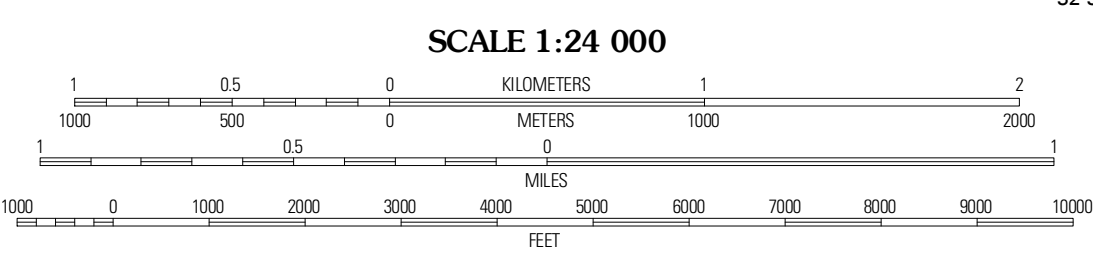 SCALE 1:24 000
1 0.5 0 KILOMETERS 1 2
1000 500 0 METERS 1000 2000
1 0.5 0 1
MILES
1000 0 1000 2000 3000 4000 5000 6000 7000 8000 9000 10000
FEET